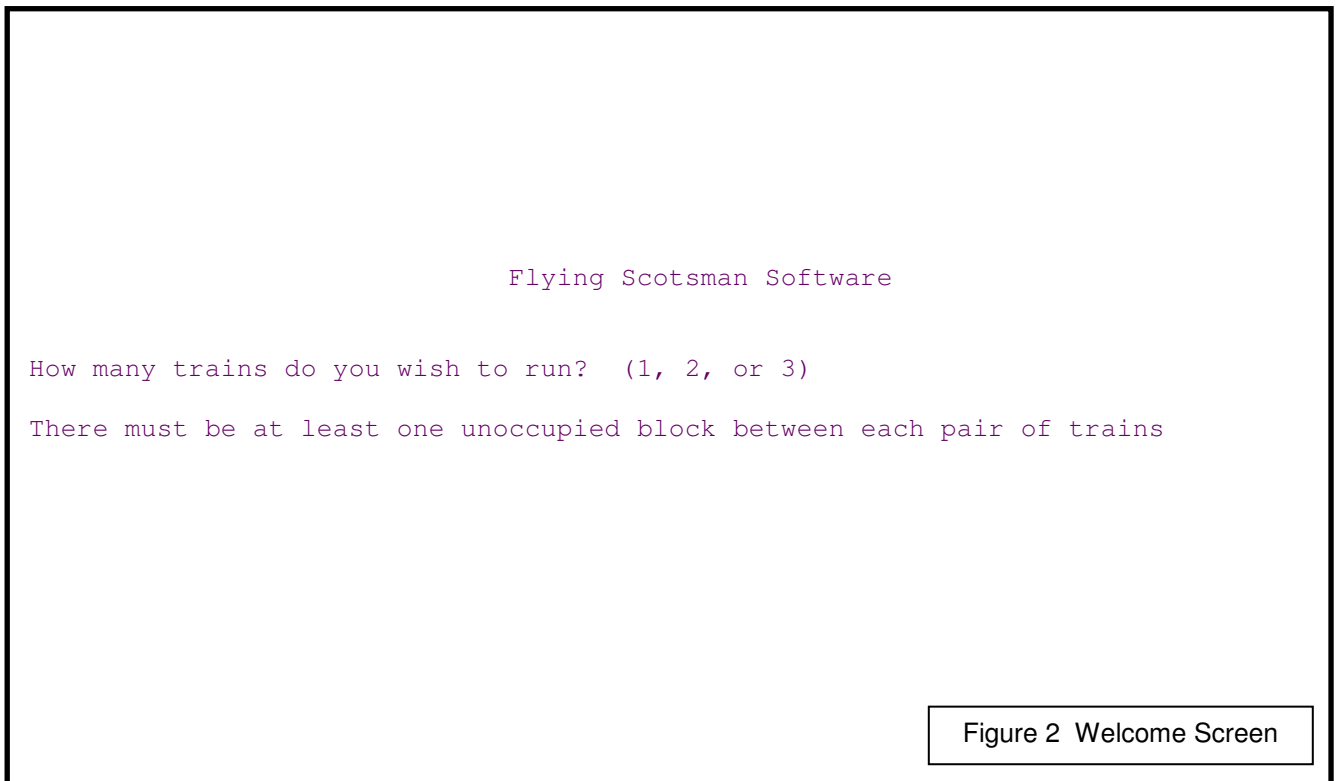 Flying Scotsman Software
How many trains do you wish to run?  (1, 2, or 3)
There must be at least one unoccupied block between each pair of trains
Figure 2  Welcome Screen